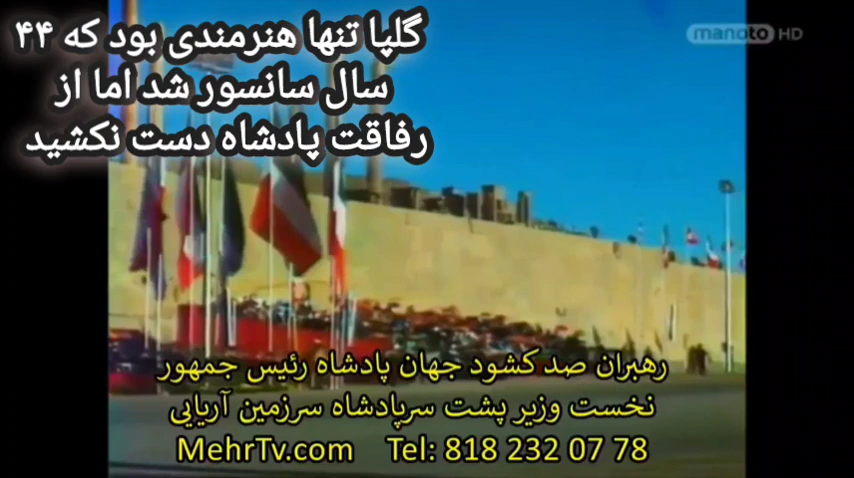 گلپا تنها هنرمندی بود که ۴۴
سال سانسور شد اما از
رفاقت پادشاه دست نکشید
manoto HD
رهبران صد کشود جهان پادشاه رئیس جمهور
نخست وزیر پشت سرپادشاه سرزمین آریایی
MehrTv.com Tel: 818 232 07 78